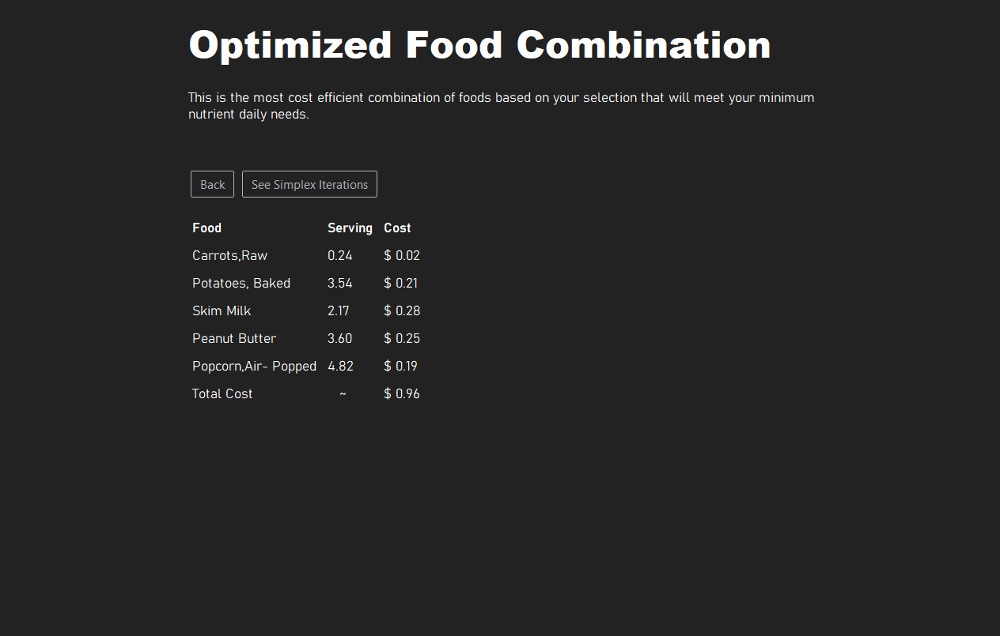 Optimized Food Combination
This is the most cost efficient combination of foods based on your selection that will meet your minimum
nutrient daily needs.
Back See Simplex Iterations
Food Serving Cost
Carrots,Raw 0.24 $ 0.02
Potatoes, Baked 3.54 $ 0.21
Skim Milk 2.17 $ 0.28
Peanut Butter 3.60 $ 0.25
Popcorn,Air- Popped 4.82 $ 0.19
Total Cost ~ $ 0.96